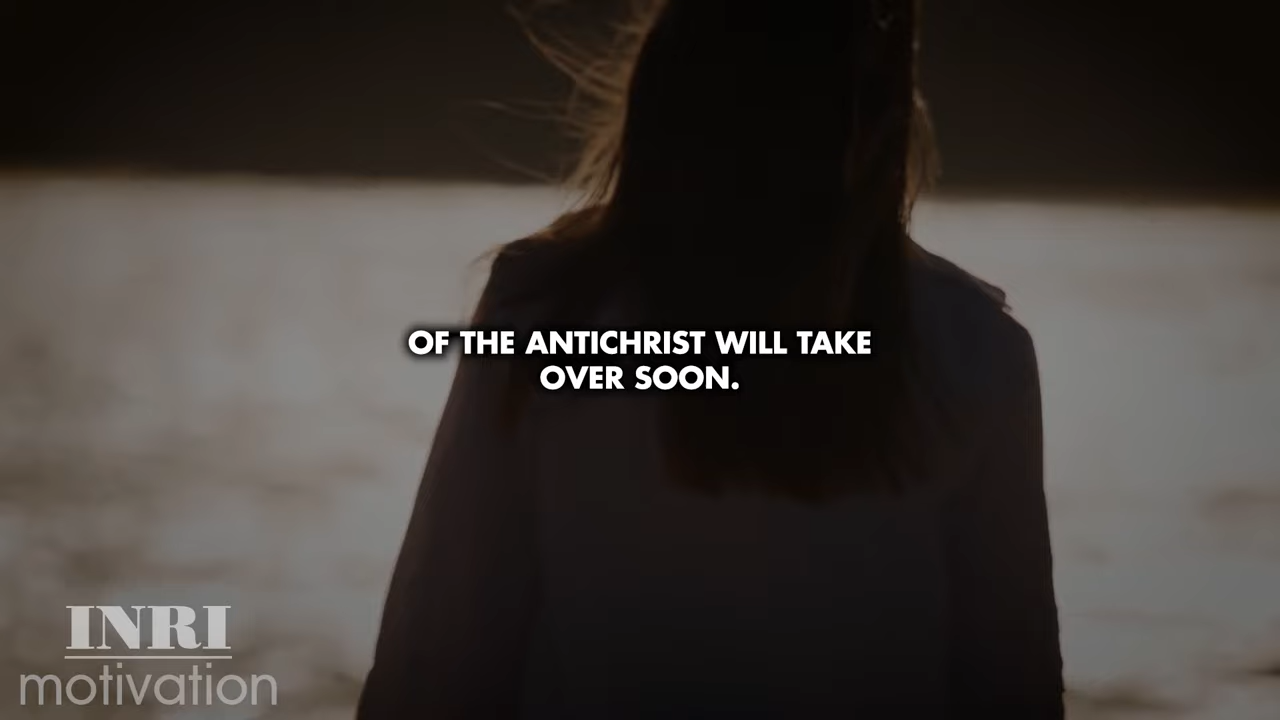 OF THE ANTICHRIST WILL TAKE
OVER SOON.
INRI
motivation